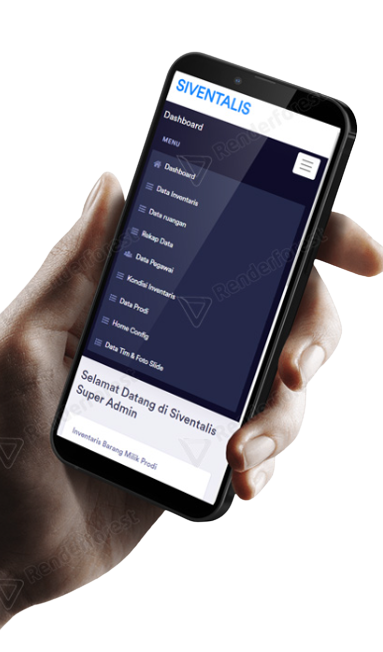 SIVENTALIS
Dashboard
MENU
Dashboard
Data Inventaris
Data ruangan
Rekap Data
Data Pegawai
Kondisi Inventaris
Data Prodi
Home Config
Data Tim & Foto Slide
Selamat Datang di Siventalis
Super Admin
Inventaris Barang Milik Prodi
Renderforest
Renderforest
Renderforest
Renderforest